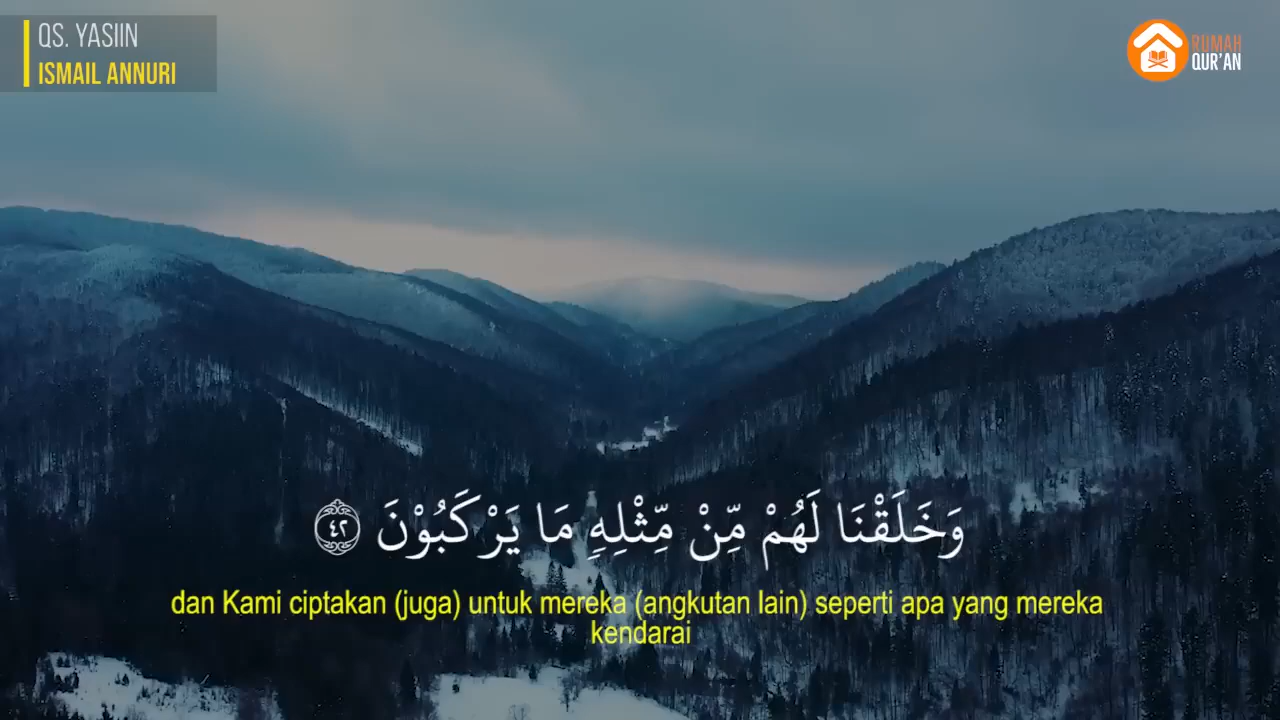 QS. YASIIN
ISMAIL ANNURI
RUMAH
QUR'AN
وَخَلَقْنَا لَهُمْ مِّنْ مِّثْلِهٖ مَا يَرْكَبُوْنَ ٤٢
dan Kami ciptakan (juga) untuk mereka (angkutan lain) seperti apa yang mereka
kendarai